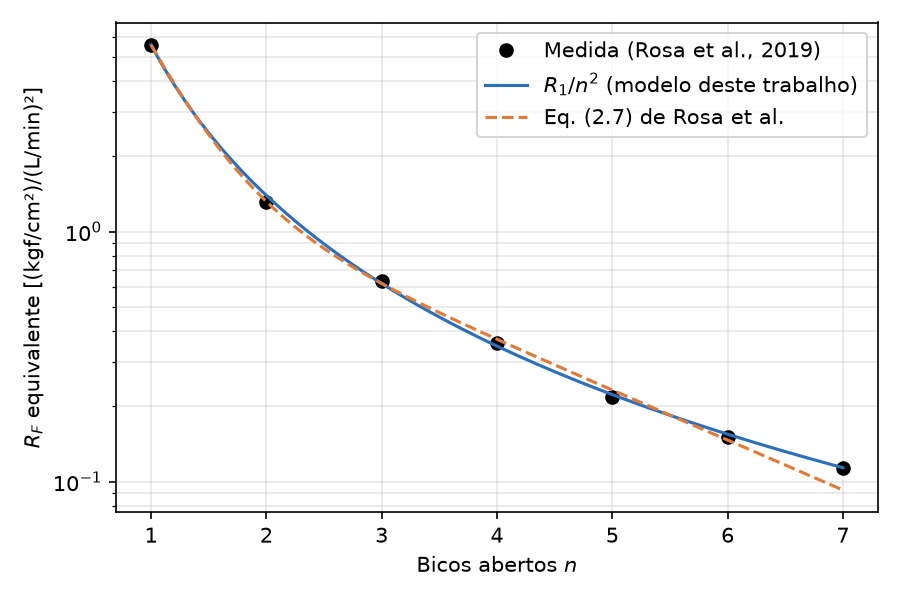 Medida (Rosa et al., 2019)
R₁/n² (modelo deste trabalho)
Eq. (2.7) de Rosa et al.
R_F equivalente [(kgf/cm²)/(L/min)²]
10⁰
10⁻¹
1 2 3 4 5 6 7
Bicos abertos n